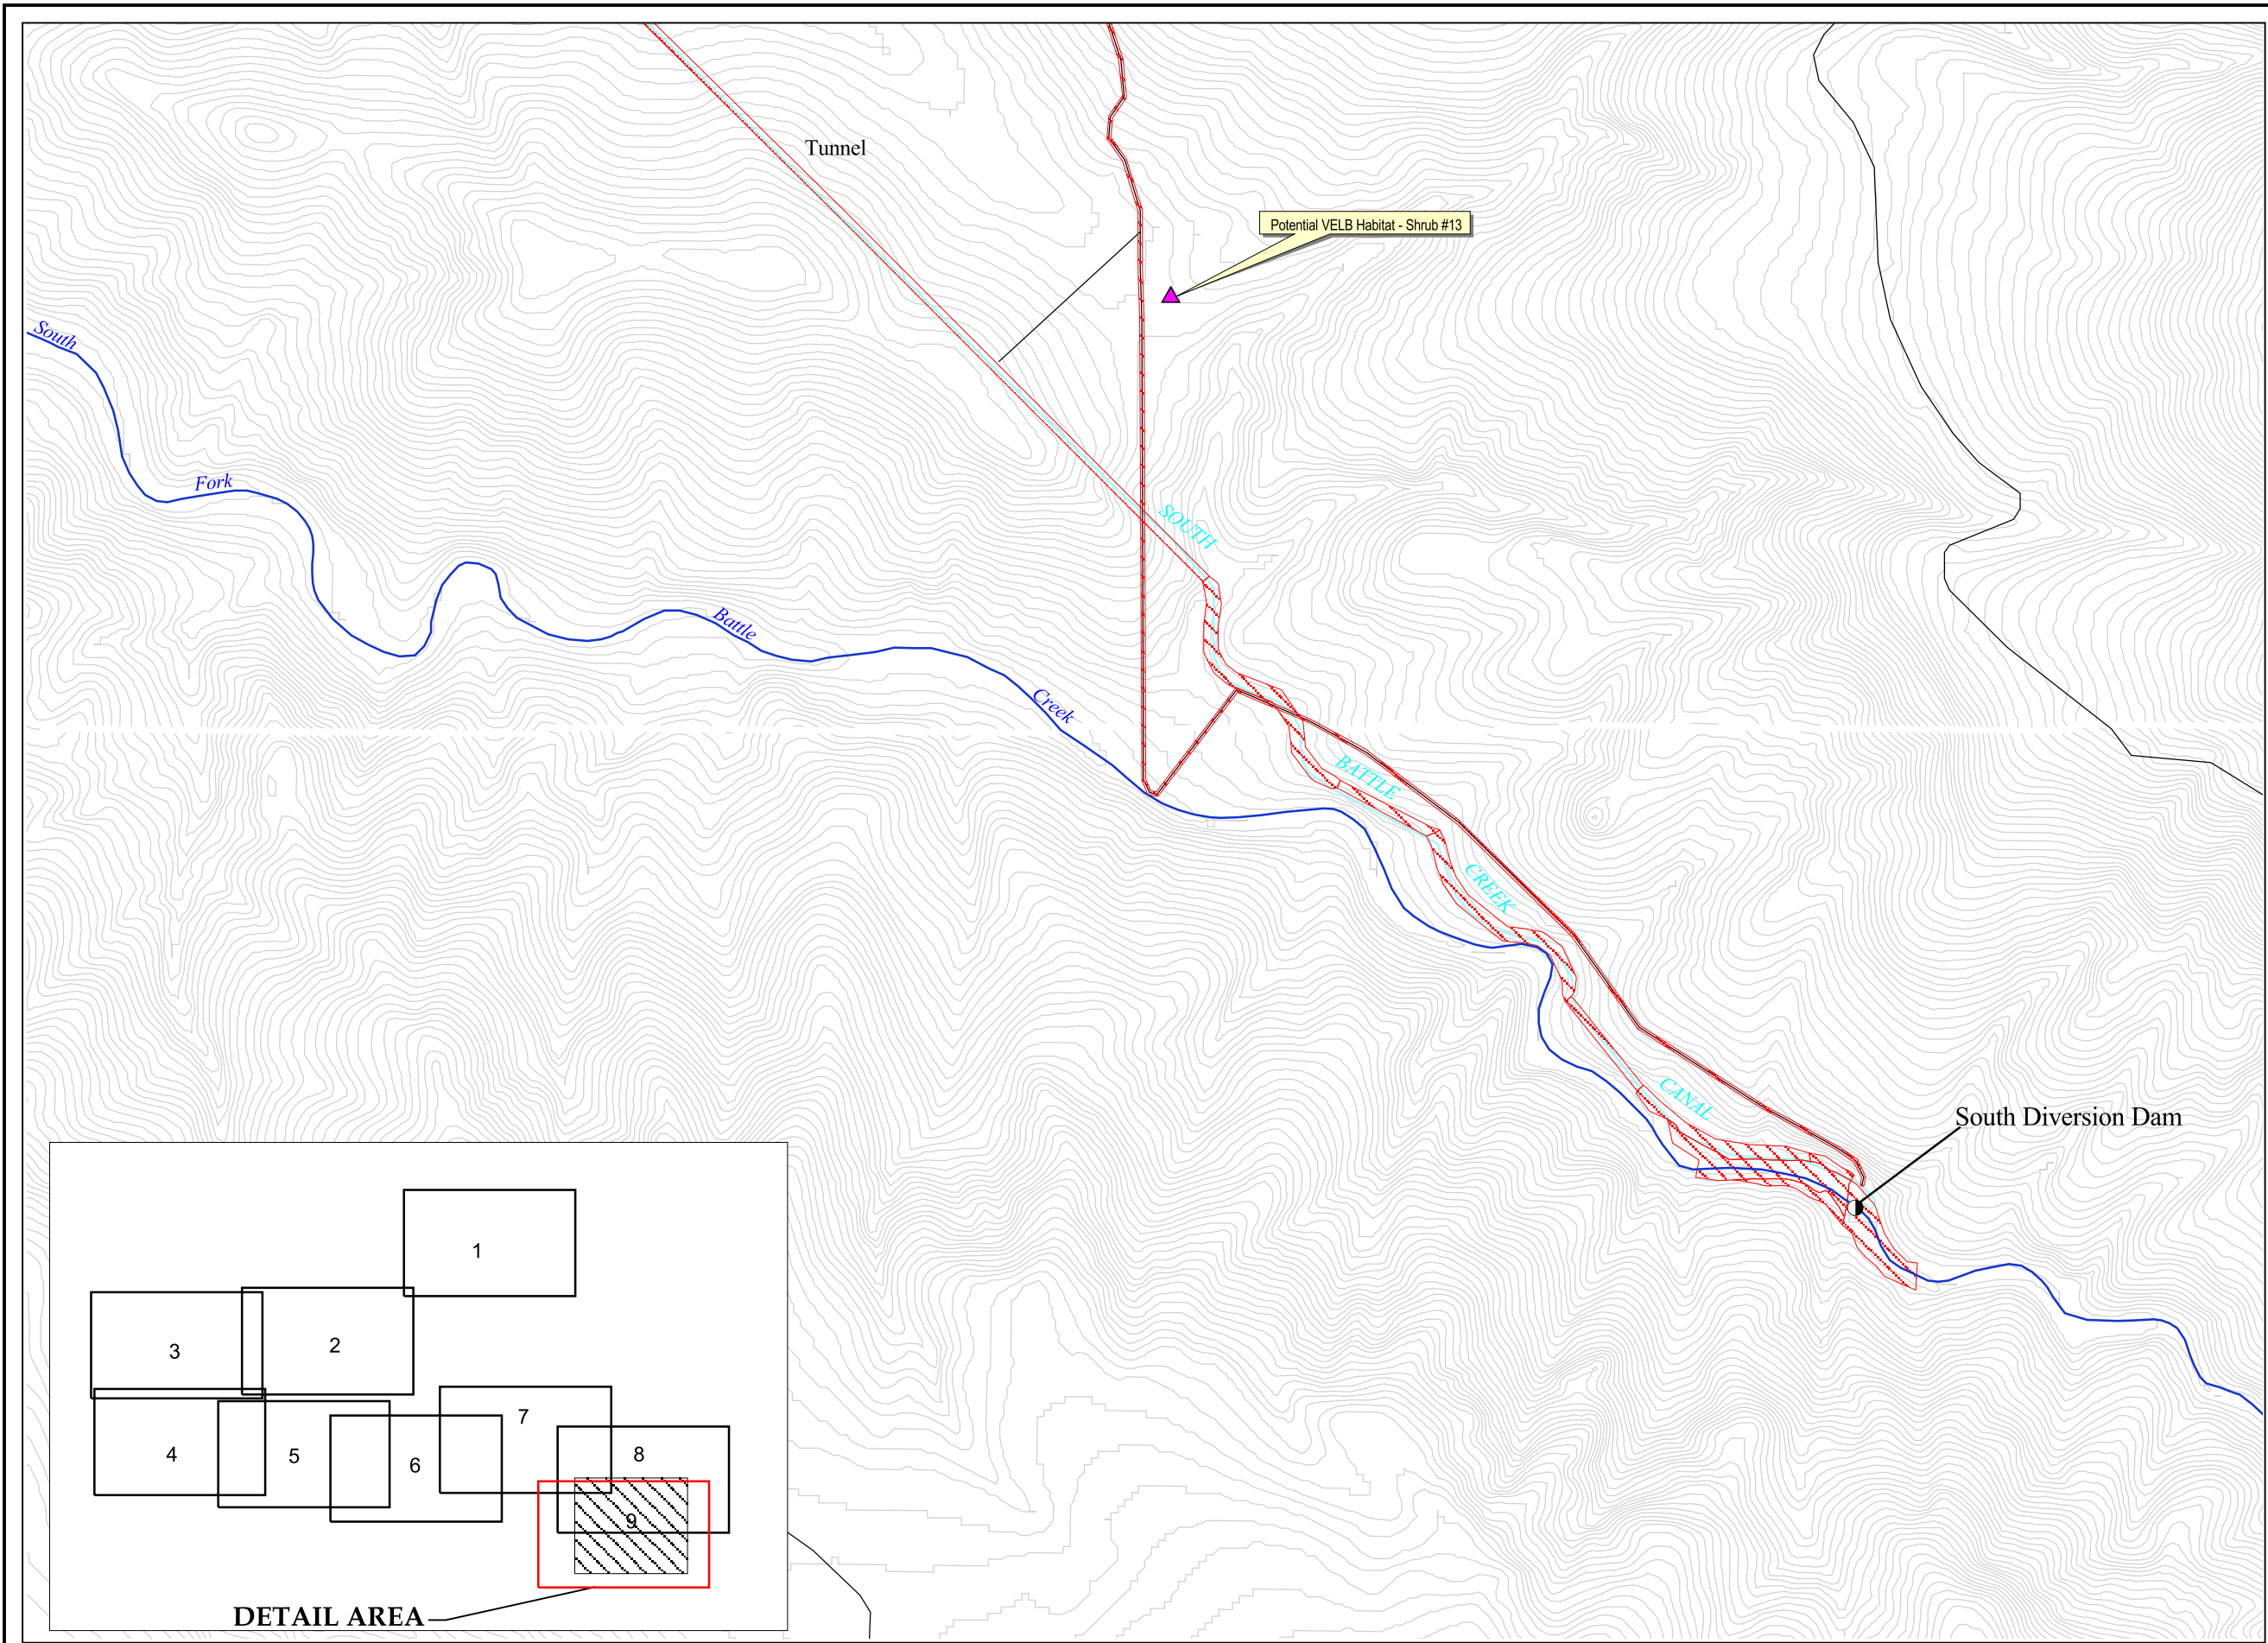 Tunnel
Potential VELB Habitat - Shrub #13
South
Fork
Battle
Creek
SOUTH
BATTLE
CREEK
CANAL
South Diversion Dam
1
2
3
4
5
6
7
8
9
DETAIL AREA